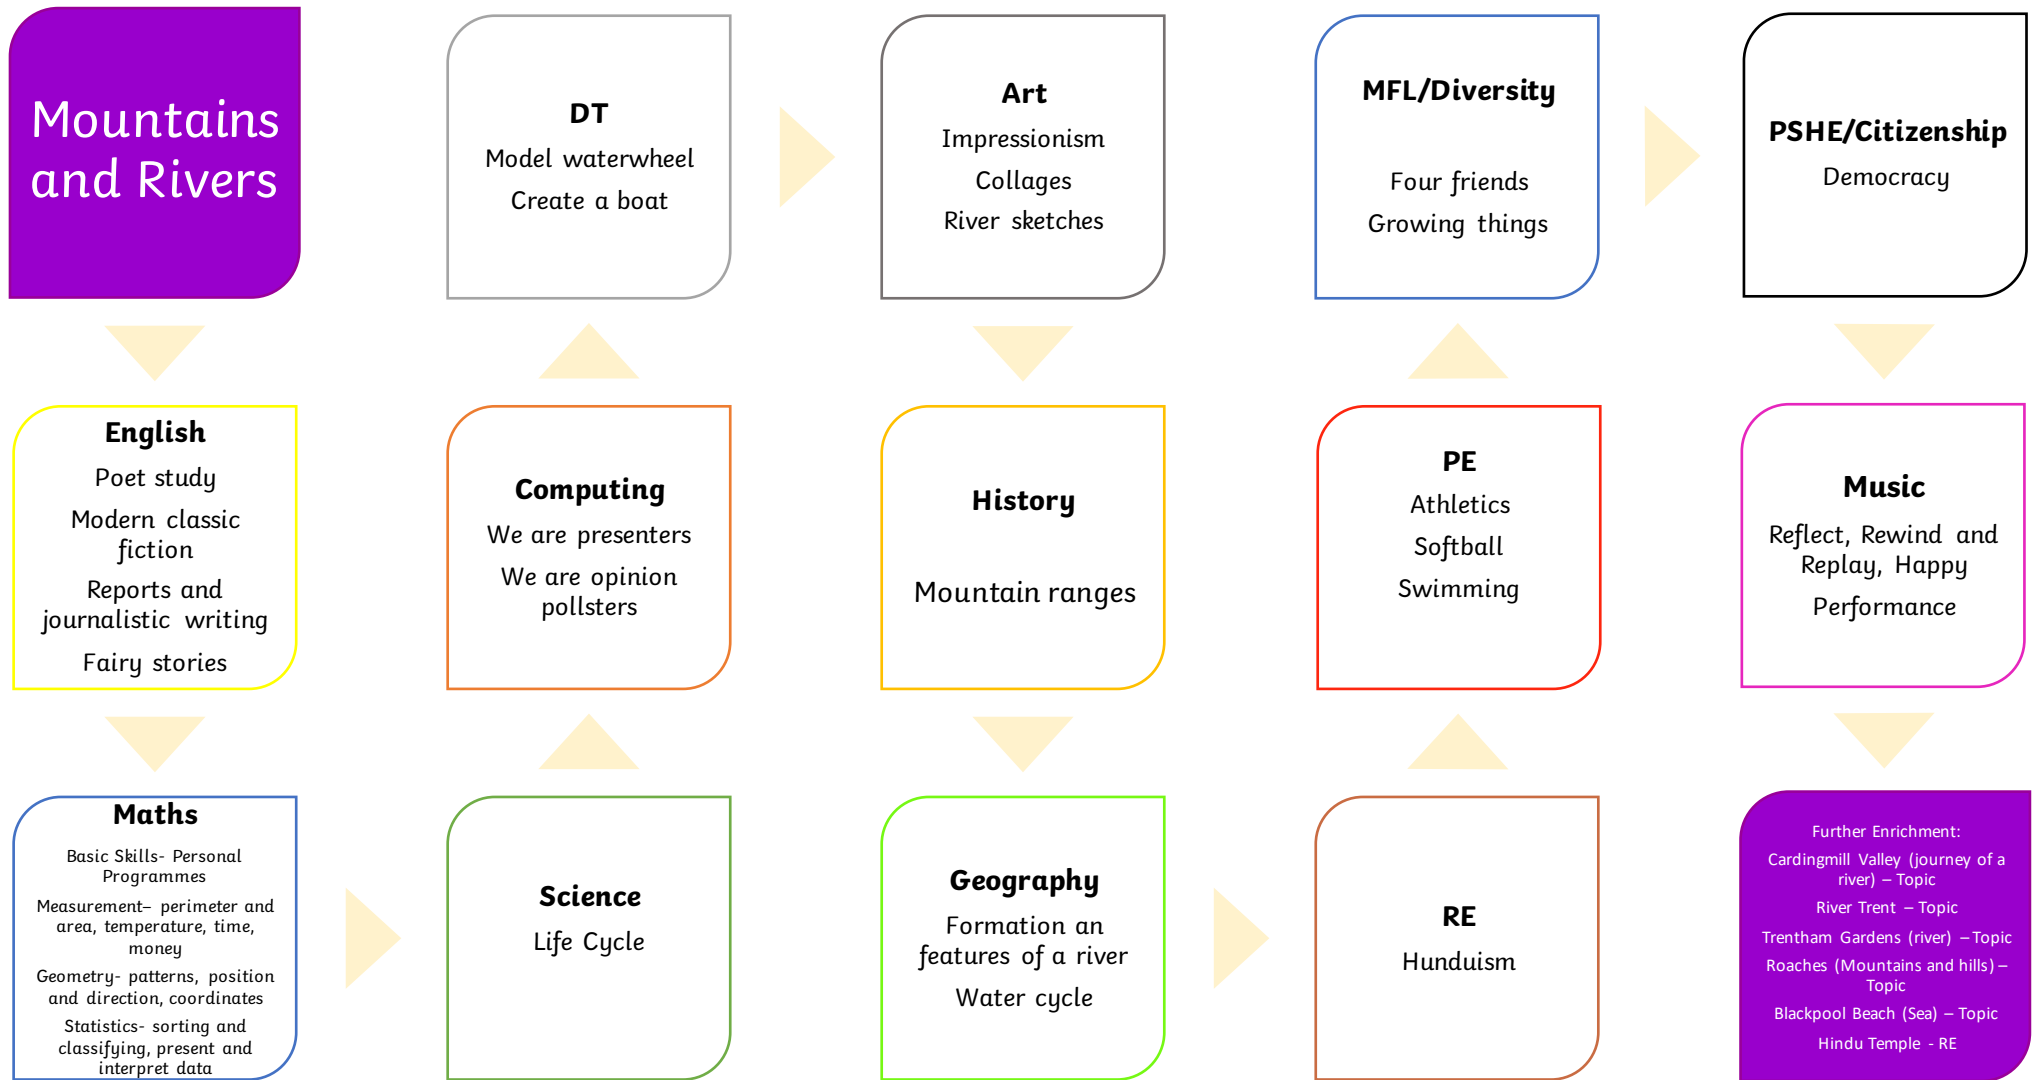 Mountains
and Rivers
English
Poet study
Modern classic
fiction
Reports and
journalistic writing
Fairy stories
Maths
Basic Skills- Personal
Programmes
Measurement– perimeter and
area, temperature, time,
money
Geometry- patterns, position
and direction, coordinates
Statistics- sorting and
classifying, present and
interpret data
Science
Life Cycle
Computing
We are presenters
We are opinion
pollsters
DT
Model waterwheel
Create a boat
Art
Impressionism
Collages
River sketches
History
Mountain ranges
Geography
Formation an
features of a river
Water cycle
RE
Hunduism
PE
Athletics
Softball
Swimming
MFL/Diversity
Four friends
Growing things
PSHE/Citizenship
Democracy
Music
Reflect, Rewind and
Replay, Happy
Performance
Further Enrichment:
Cardingmill Valley (journey of a
river) – Topic
River Trent – Topic
Trentham Gardens (river) – Topic
Roaches (Mountains and hills) –
Topic
Blackpool Beach (Sea) – Topic
Hindu Temple - RE